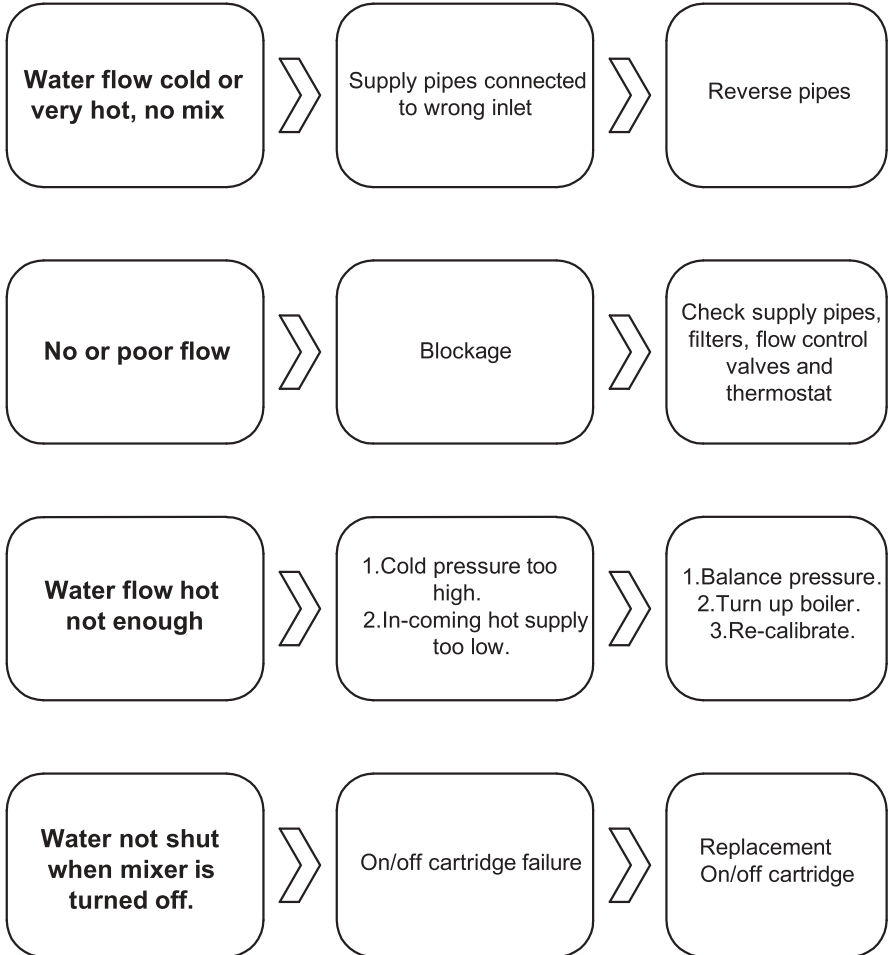 Water flow cold or
very hot, no mix
Supply pipes connected
to wrong inlet
Reverse pipes
No or poor flow
Blockage
Check supply pipes,
filters, flow control
valves and
thermostat
Water flow hot
not enough
1.Cold pressure too
high.
2.In-coming hot supply
too low.
1.Balance pressure.
2.Turn up boiler.
3.Re-calibrate.
Water not shut
when mixer is
turned off.
On/off cartridge failure
Replacement
On/off cartridge